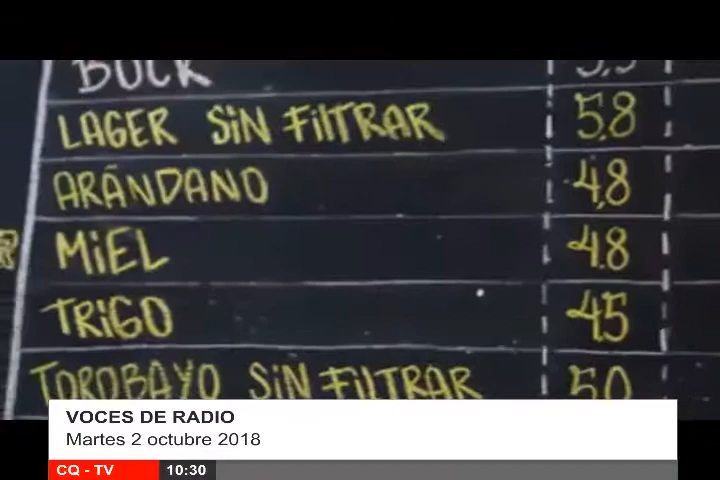 BOCK
LAGER SiN FiLTRAR 5,8
ARÁNDANO 4,8
MiEL 4.8
TRiGO 4,5
TOROBAYO SiN FiLTRAR 5,0
VOCES DE RADIO
Martes 2 octubre 2018
CQ - TV 10:30